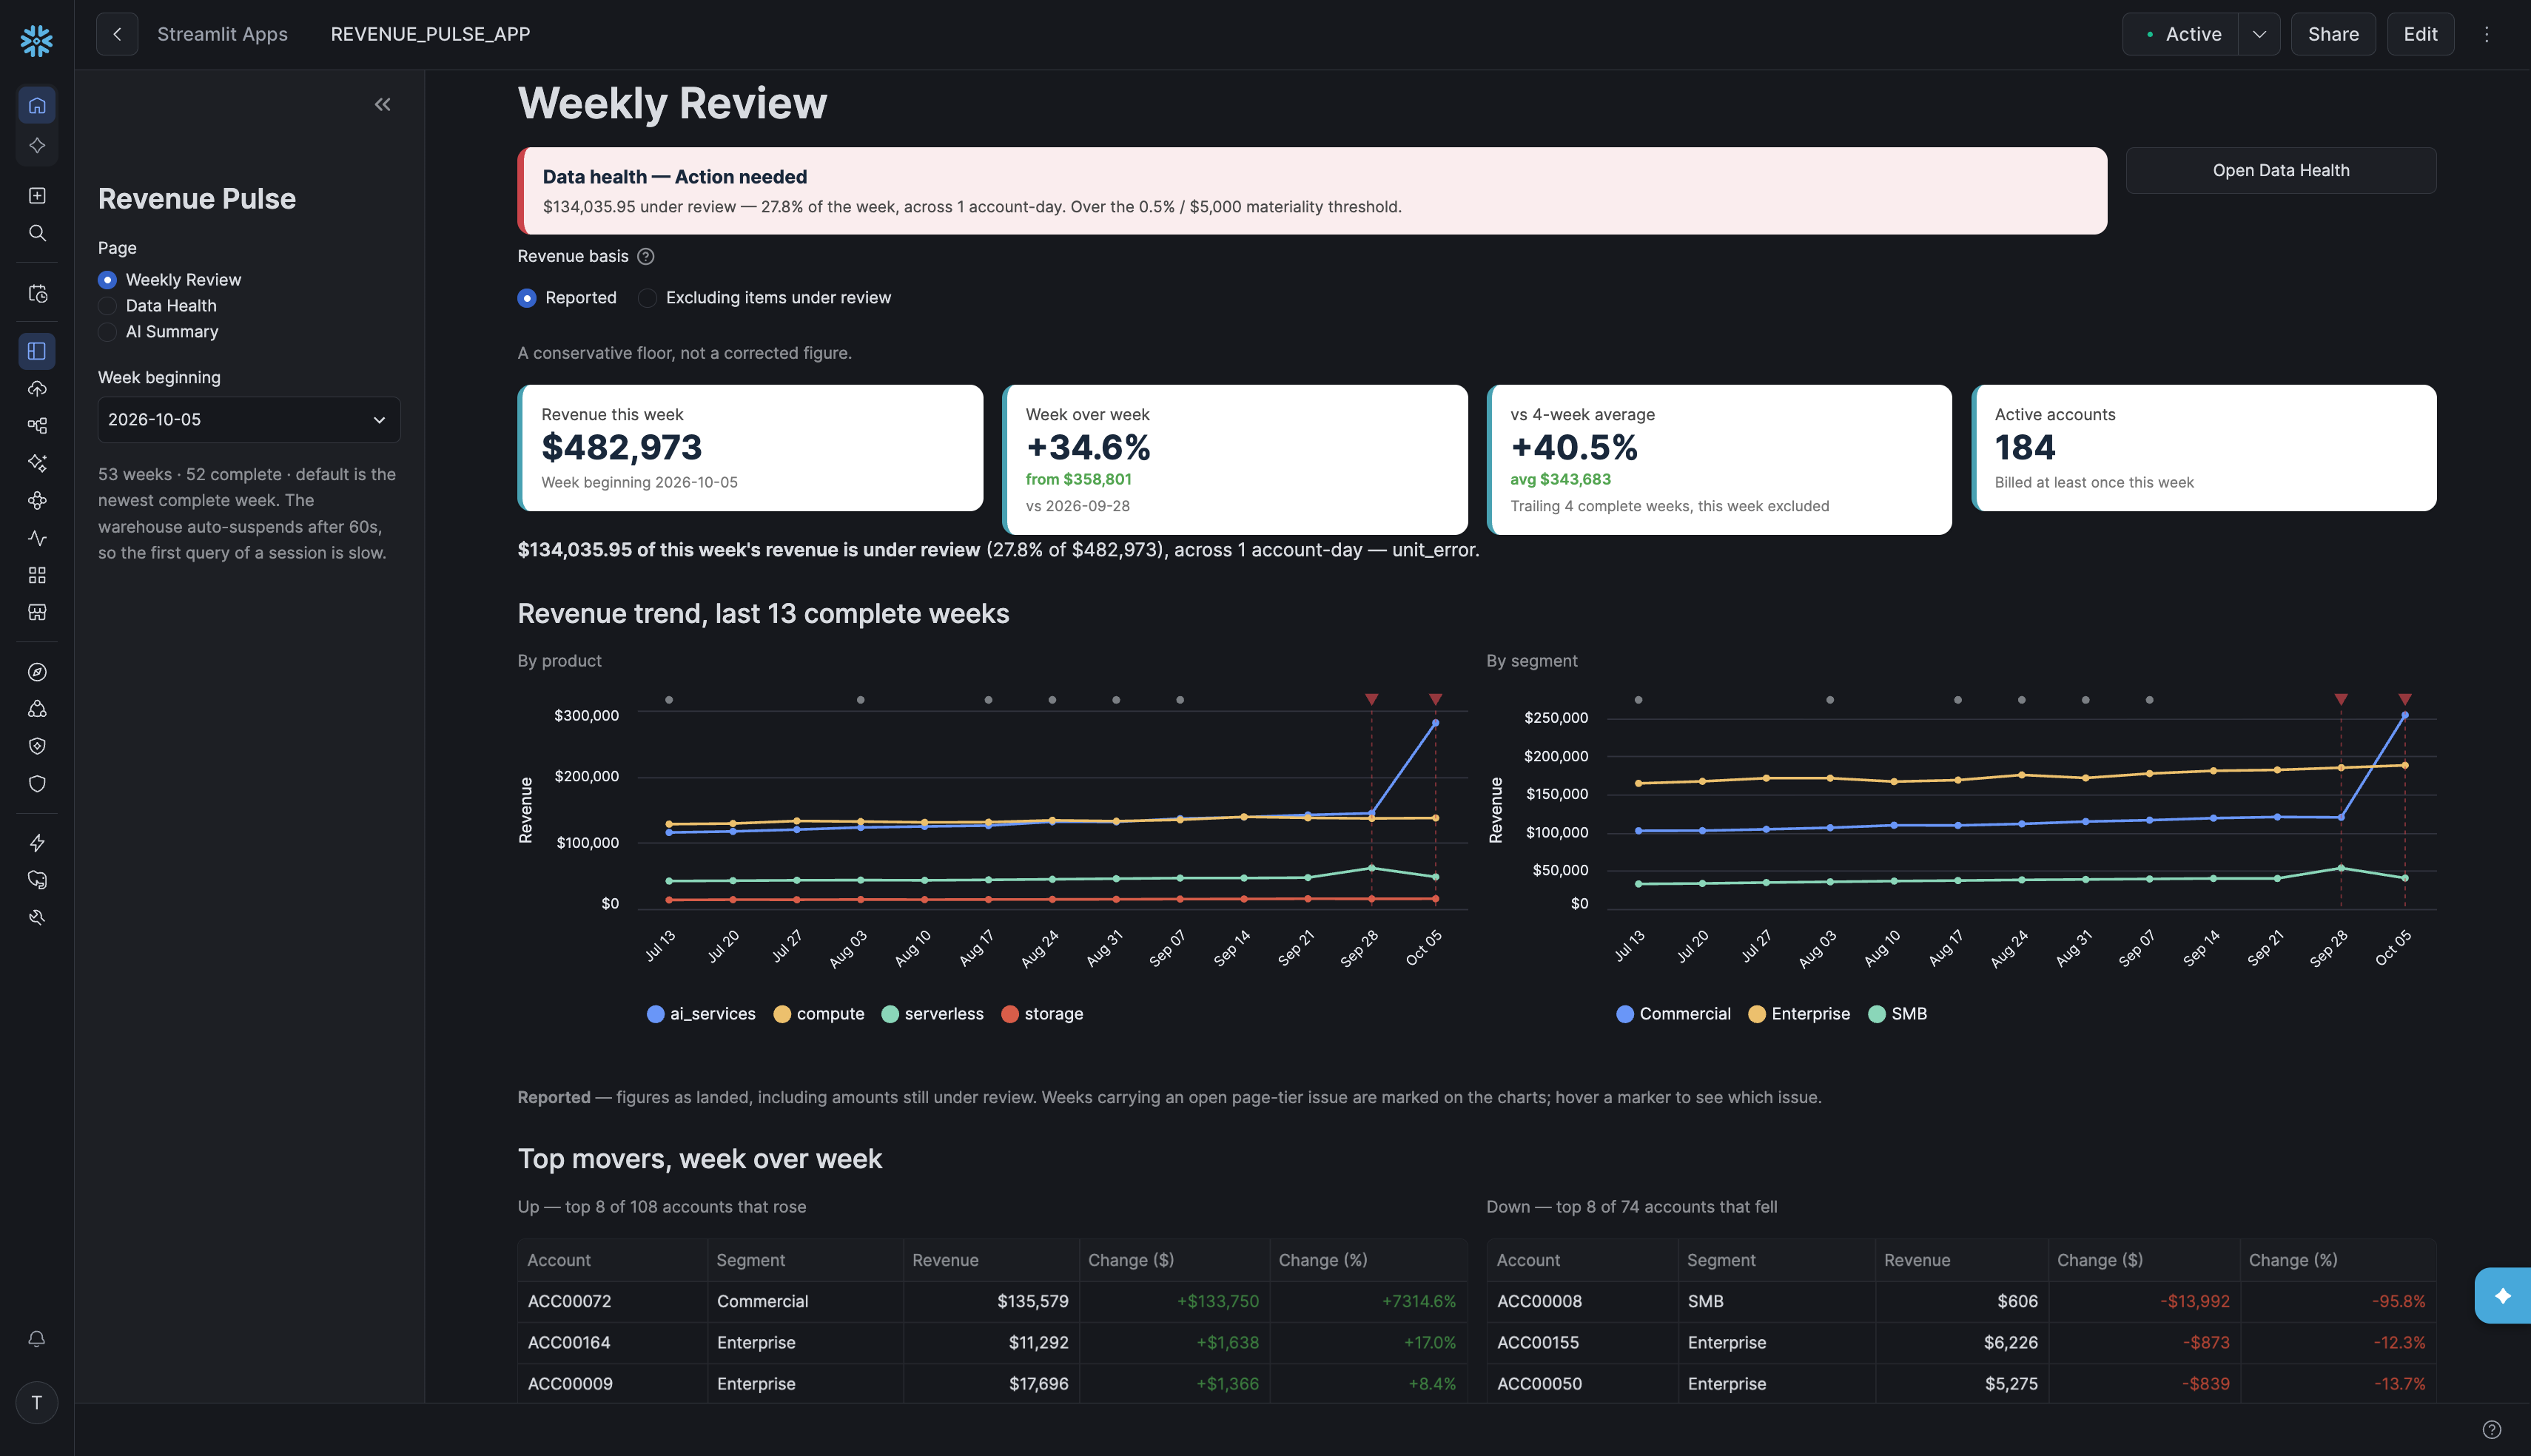 Streamlit Apps
REVENUE_PULSE_APP
Active
Share
Edit
Revenue Pulse
Page
Weekly Review
Data Health
AI Summary
Week beginning
2026-10-05
53 weeks · 52 complete · default is the
newest complete week. The
warehouse auto-suspends after 60s,
so the first query of a session is slow.
T
Weekly Review
Data health — Action needed
$134,035.95 under review — 27.8% of the week, across 1 account-day. Over the 0.5% / $5,000 materiality threshold.
Open Data Health
Revenue basis
Reported
Excluding items under review
A conservative floor, not a corrected figure.
Revenue this week
$482,973
Week beginning 2026-10-05
Week over week
+34.6%
from $358,801
vs 2026-09-28
vs 4-week average
+40.5%
avg $343,683
Trailing 4 complete weeks, this week excluded
Active accounts
184
Billed at least once this week
$134,035.95 of this week's revenue is under review (27.8% of $482,973), across 1 account-day — unit_error.
Revenue trend, last 13 complete weeks
By product
Revenue
$300,000
$200,000
$100,000
$0
Jul 13
Jul 20
Jul 27
Aug 03
Aug 10
Aug 17
Aug 24
Aug 31
Sep 07
Sep 14
Sep 21
Sep 28
Oct 05
ai_services
compute
serverless
storage
By segment
Revenue
$250,000
$200,000
$150,000
$100,000
$50,000
$0
Jul 13
Jul 20
Jul 27
Aug 03
Aug 10
Aug 17
Aug 24
Aug 31
Sep 07
Sep 14
Sep 21
Sep 28
Oct 05
Commercial
Enterprise
SMB
Reported — figures as landed, including amounts still under review. Weeks carrying an open page-tier issue are marked on the charts; hover a marker to see which issue.
Top movers, week over week
Up — top 8 of 108 accounts that rose
Account Segment Revenue Change ($) Change (%)
ACC00072 Commercial $135,579 +$133,750 +7314.6%
ACC00164 Enterprise $11,292 +$1,638 +17.0%
ACC00009 Enterprise $17,696 +$1,366 +8.4%
Down — top 8 of 74 accounts that fell
Account Segment Revenue Change ($) Change (%)
ACC00008 SMB $606 -$13,992 -95.8%
ACC00155 Enterprise $6,226 -$873 -12.3%
ACC00050 Enterprise $5,275 -$839 -13.7%